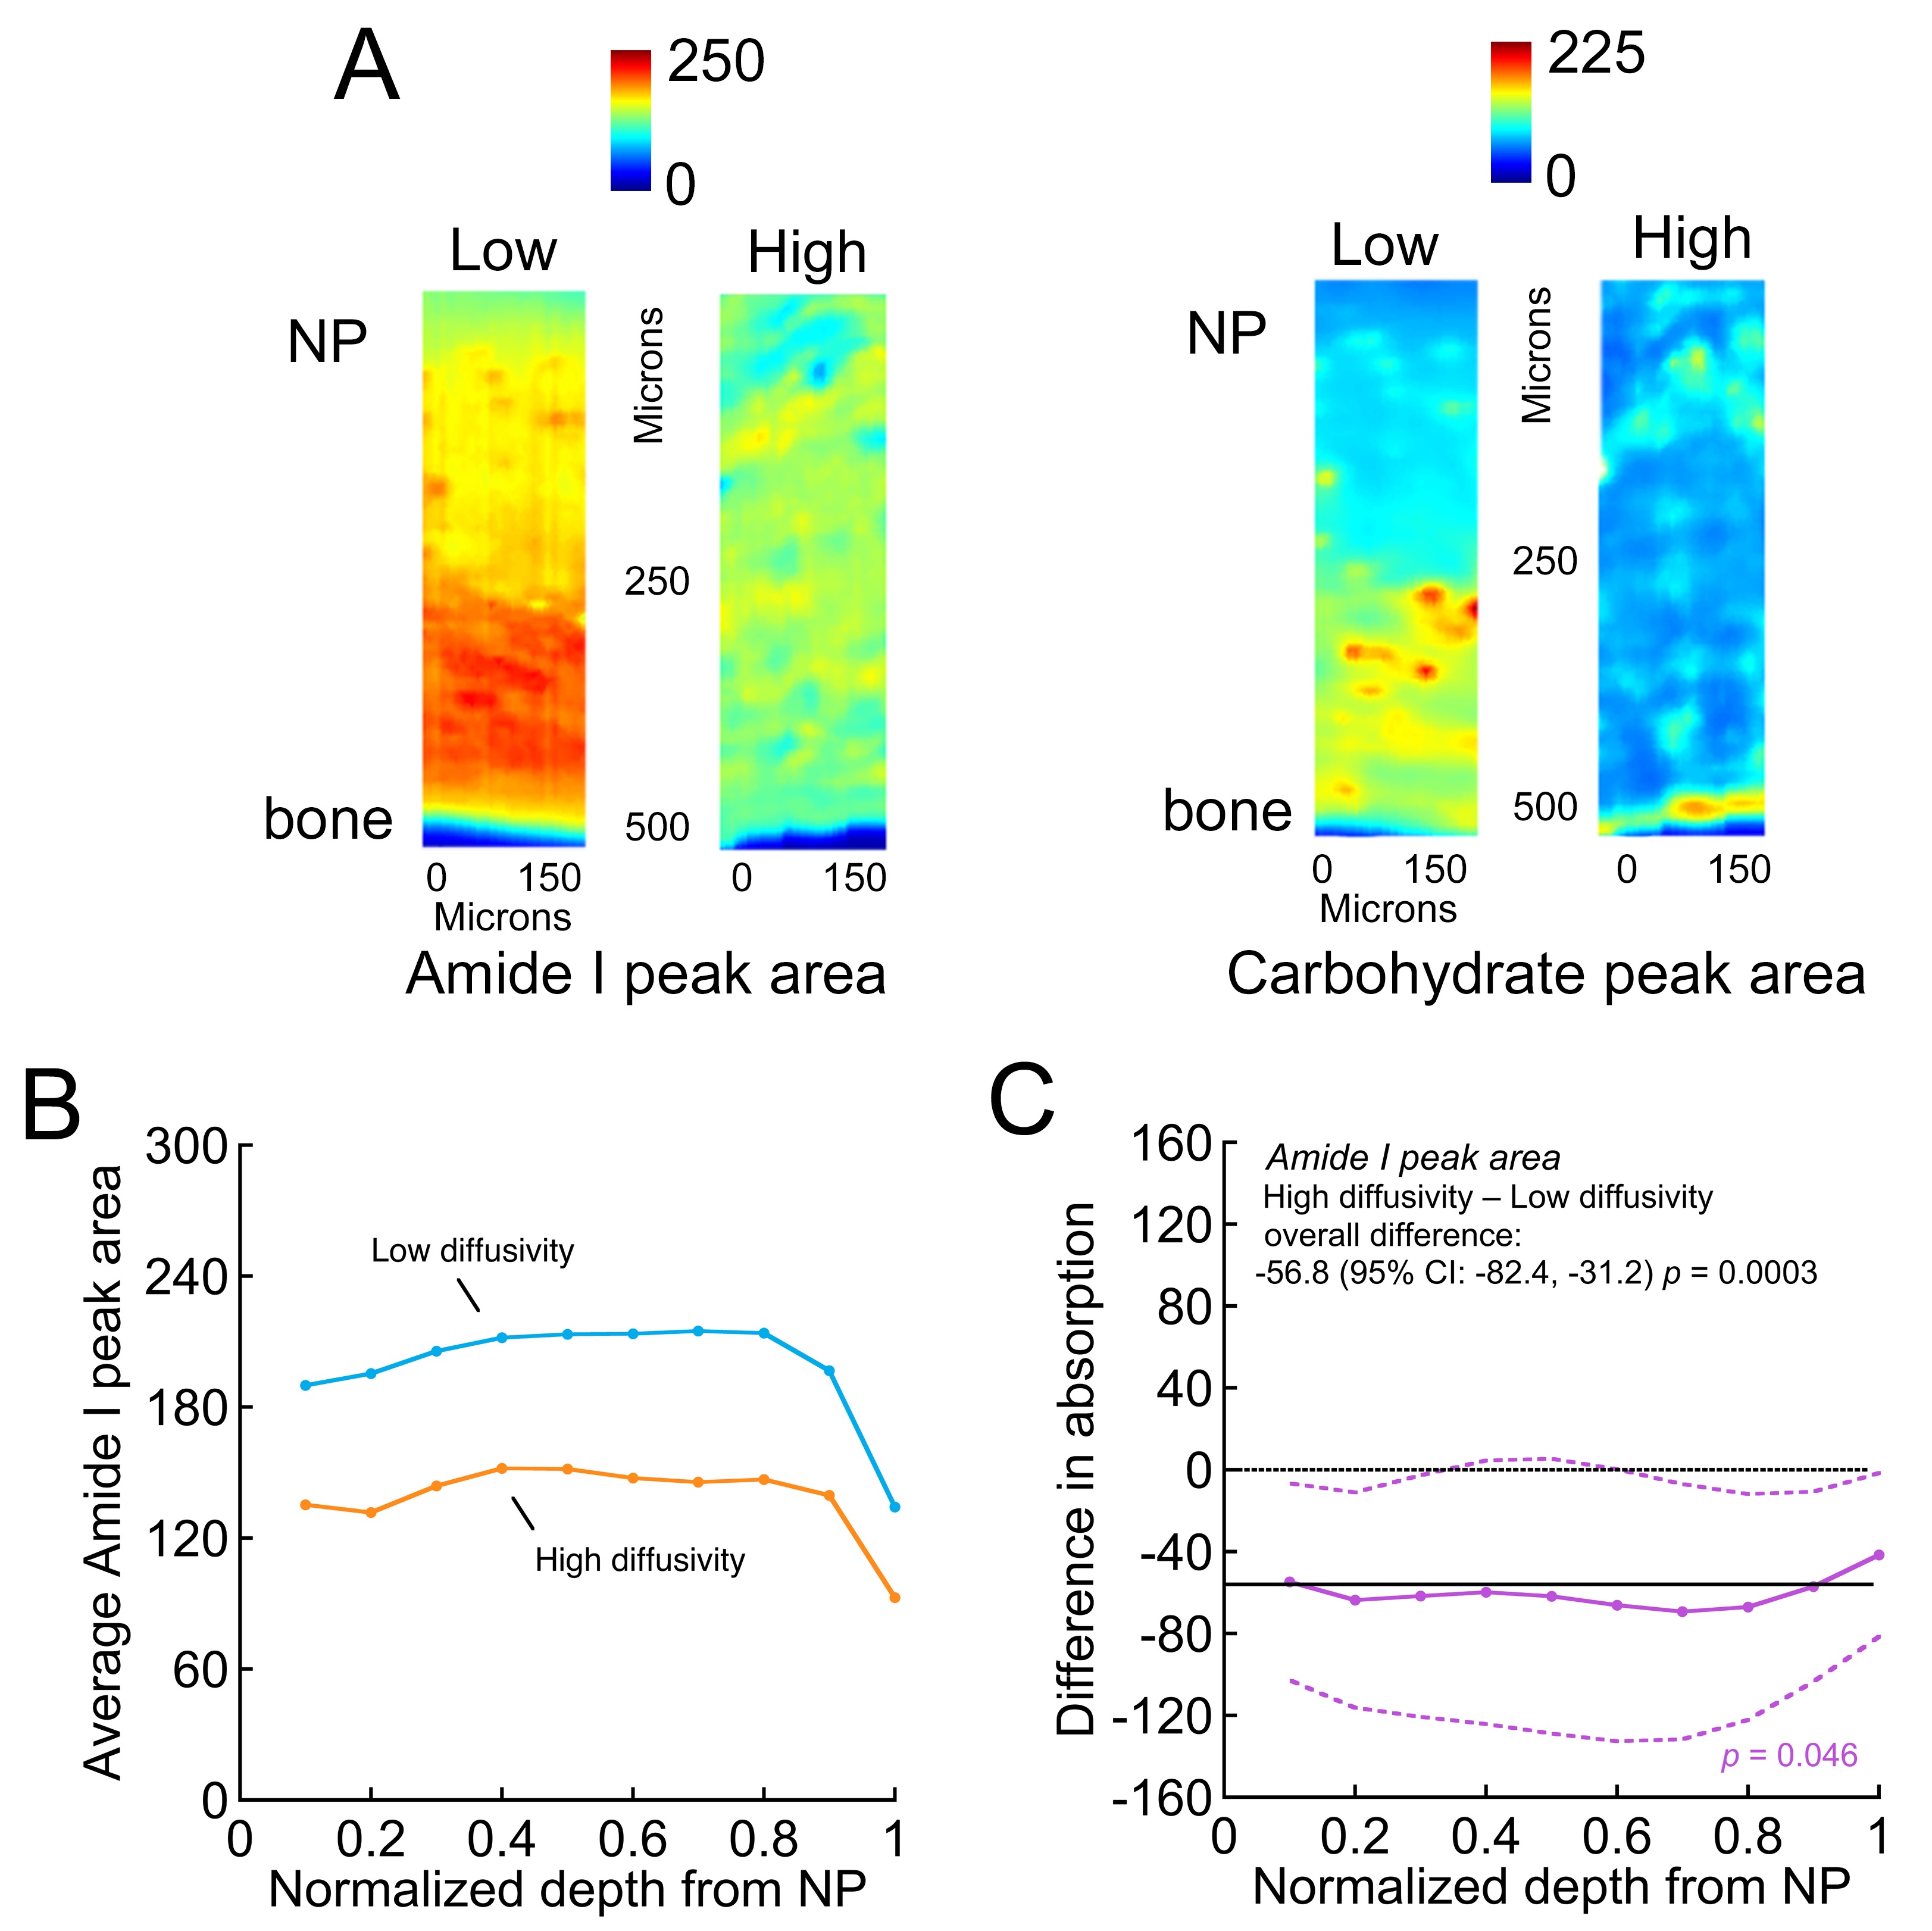 A
250
0
225
0
Low
High
Low
High
NP
Microns
NP
Microns
250
250
bone
500
bone
500
0 150
0 150
0 150
0 150
Microns
Microns
Amide I peak area
Carbohydrate peak area
B
Average Amide I peak area
300
240
180
120
60
0
Low diffusivity
High diffusivity
0 0.2 0.4 0.6 0.8 1
Normalized depth from NP
C
Difference in absorption
160
120
80
40
0
-40
-80
-120
-160
Amide I peak area
High diffusivity – Low diffusivity
overall difference:
-56.8 (95% CI: -82.4, -31.2) p = 0.0003
p = 0.046
0 0.2 0.4 0.6 0.8 1
Normalized depth from NP